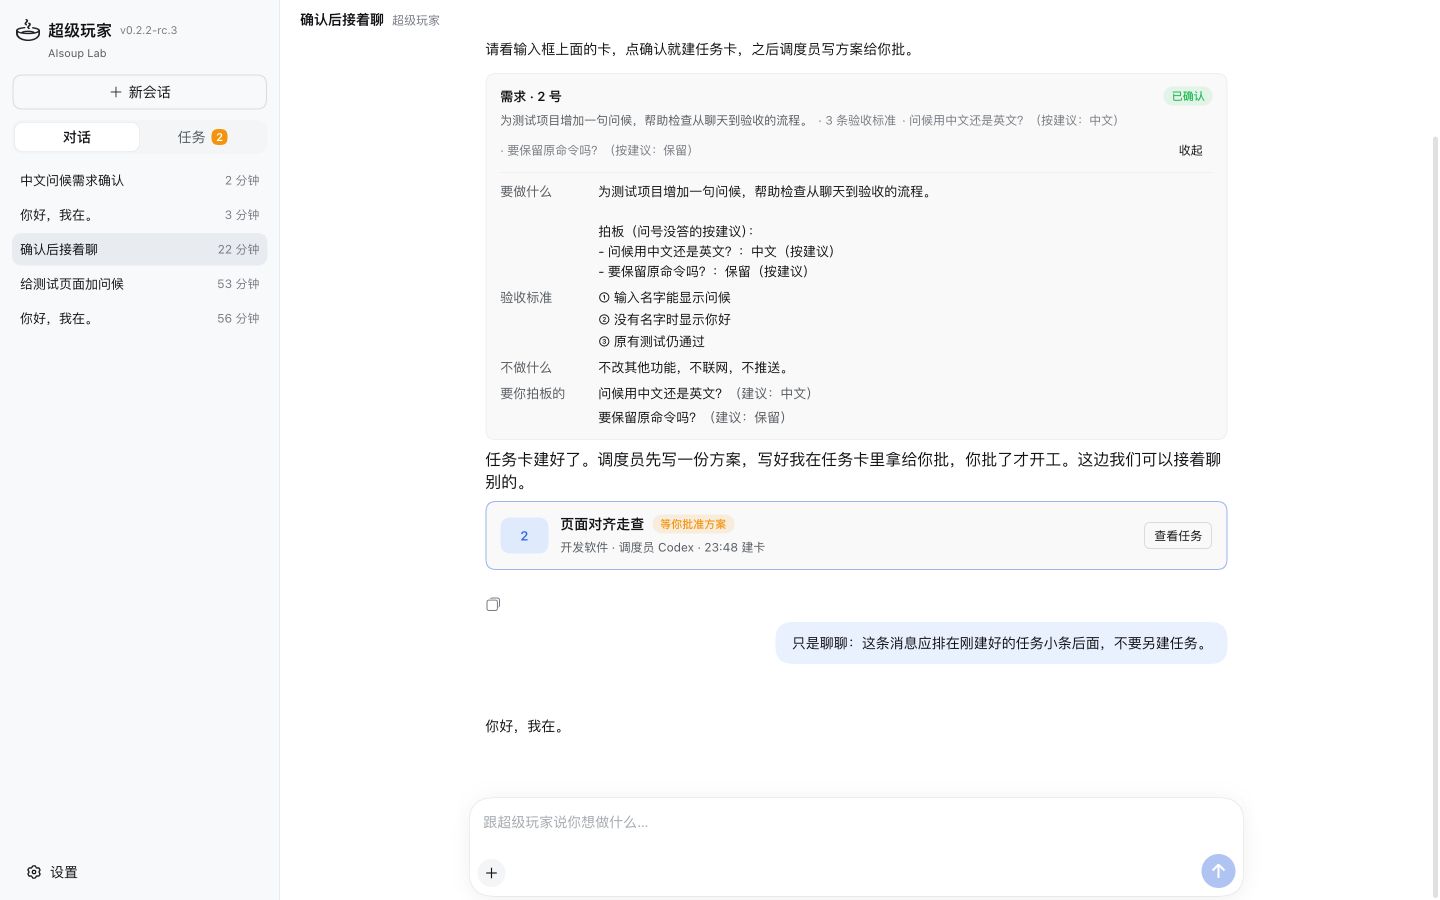 超级玩家 v0.2.2-rc.3
AIsoup Lab
新会话
对话
任务 2
中文问候需求确认 2 分钟
你好，我在。 3 分钟
确认后接着聊 22 分钟
给测试页面加问候 53 分钟
你好，我在。 56 分钟
设置
确认后接着聊 超级玩家
请看输入框上面的卡，点确认就建任务卡，之后调度员写方案给你批。
需求 · 2 号 已确认
为测试项目增加一句问候，帮助检查从聊天到验收的流程。 · 3 条验收标准 · 问候用中文还是英文？（按建议：中文）
· 要保留原命令吗？（按建议：保留） 收起
要做什么 为测试项目增加一句问候，帮助检查从聊天到验收的流程。
拍板（问号没答的按建议）：
- 问候用中文还是英文？：中文（按建议）
- 要保留原命令吗？：保留（按建议）
验收标准 ① 输入名字能显示问候
② 没有名字时显示你好
③ 原有测试仍通过
不做什么 不改其他功能，不联网，不推送。
要你拍板的 问候用中文还是英文？（建议：中文）
要保留原命令吗？（建议：保留）
任务卡建好了。调度员先写一份方案，写好我在任务卡里拿给你批，你批了才开工。这边我们可以接着聊
别的。
2 页面对齐走查 等你批准方案
开发软件 · 调度员 Codex · 23:48 建卡 查看任务
只是聊聊：这条消息应排在刚建好的任务小条后面，不要另建任务。
你好，我在。
跟超级玩家说你想做什么...